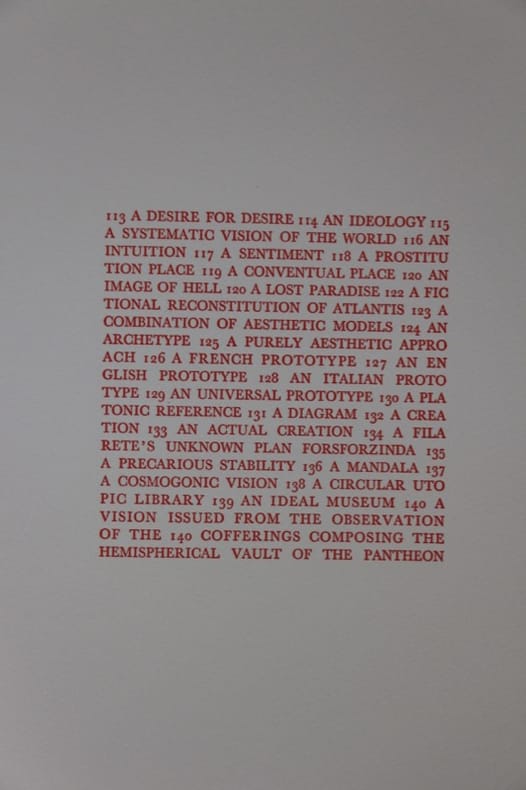 113 A DESIRE FOR DESIRE 114 AN IDEOLOGY 115
A SYSTEMATIC VISION OF THE WORLD 116 AN
INTUITION 117 A SENTIMENT 118 A PROSTITU
TION PLACE 119 A CONVENTUAL PLACE 120 AN
IMAGE OF HELL 120 A LOST PARADISE 122 A FIC
TIONAL RECONSTITUTION OF ATLANTIS 123 A
COMBINATION OF AESTHETIC MODELS 124 AN
ARCHETYPE 125 A PURELY AESTHETIC APPRO
ACH 126 A FRENCH PROTOTYPE 127 AN EN
GLISH PROTOTYPE 128 AN ITALIAN PROTO
TYPE 129 AN UNIVERSAL PROTOTYPE 130 A PLA
TONIC REFERENCE 131 A DIAGRAM 132 A CREA
TION 133 AN ACTUAL CREATION 134 A FILA
RETE'S UNKNOWN PLAN FORSFORZINDA 135
A PRECARIOUS STABILITY 136 A MANDALA 137
A COSMOGONIC VISION 138 A CIRCULAR UTO
PIC LIBRARY 139 AN IDEAL MUSEUM 140 A
VISION ISSUED FROM THE OBSERVATION
OF THE 140 COFFERINGS COMPOSING THE
HEMISPHERICAL VAULT OF THE PANTHEON